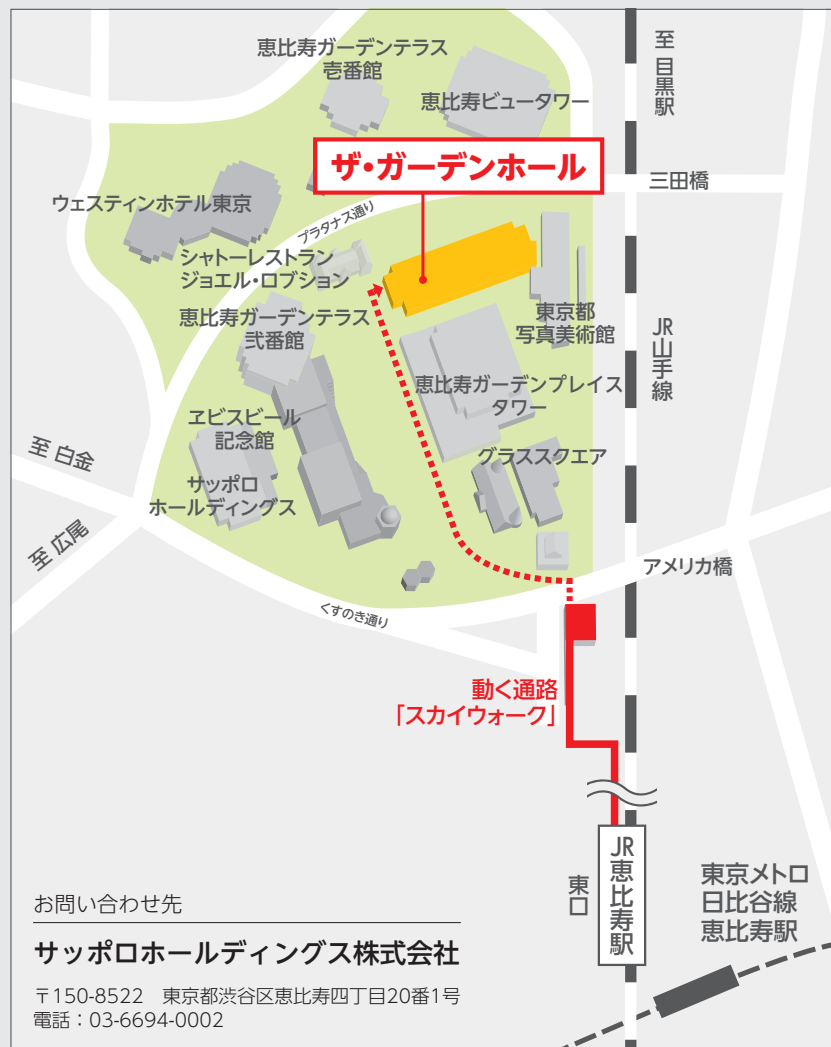 恵比寿ガーデンテラス
壱番館
恵比寿ビュータワー
至 目黒駅
ザ・ガーデンホール
三田橋
ウェスティンホテル東京
プラタナス通り
シャトーレストラン
ジョエル・ロブション
東京都
写真美術館
恵比寿ガーデンテラス
弐番館
JR山手線
恵比寿ガーデンプレイス
タワー
ヱビスビール
記念館
グラススクエア
至 白金
サッポロ
ホールディングス
至 広尾
アメリカ橋
くすのき通り
動く通路
「スカイウォーク」
JR恵比寿駅
東口
東京メトロ
日比谷線
恵比寿駅
お問い合わせ先
サッポロホールディングス株式会社
〒150-8522 東京都渋谷区恵比寿四丁目20番1号
電話：03-6694-0002